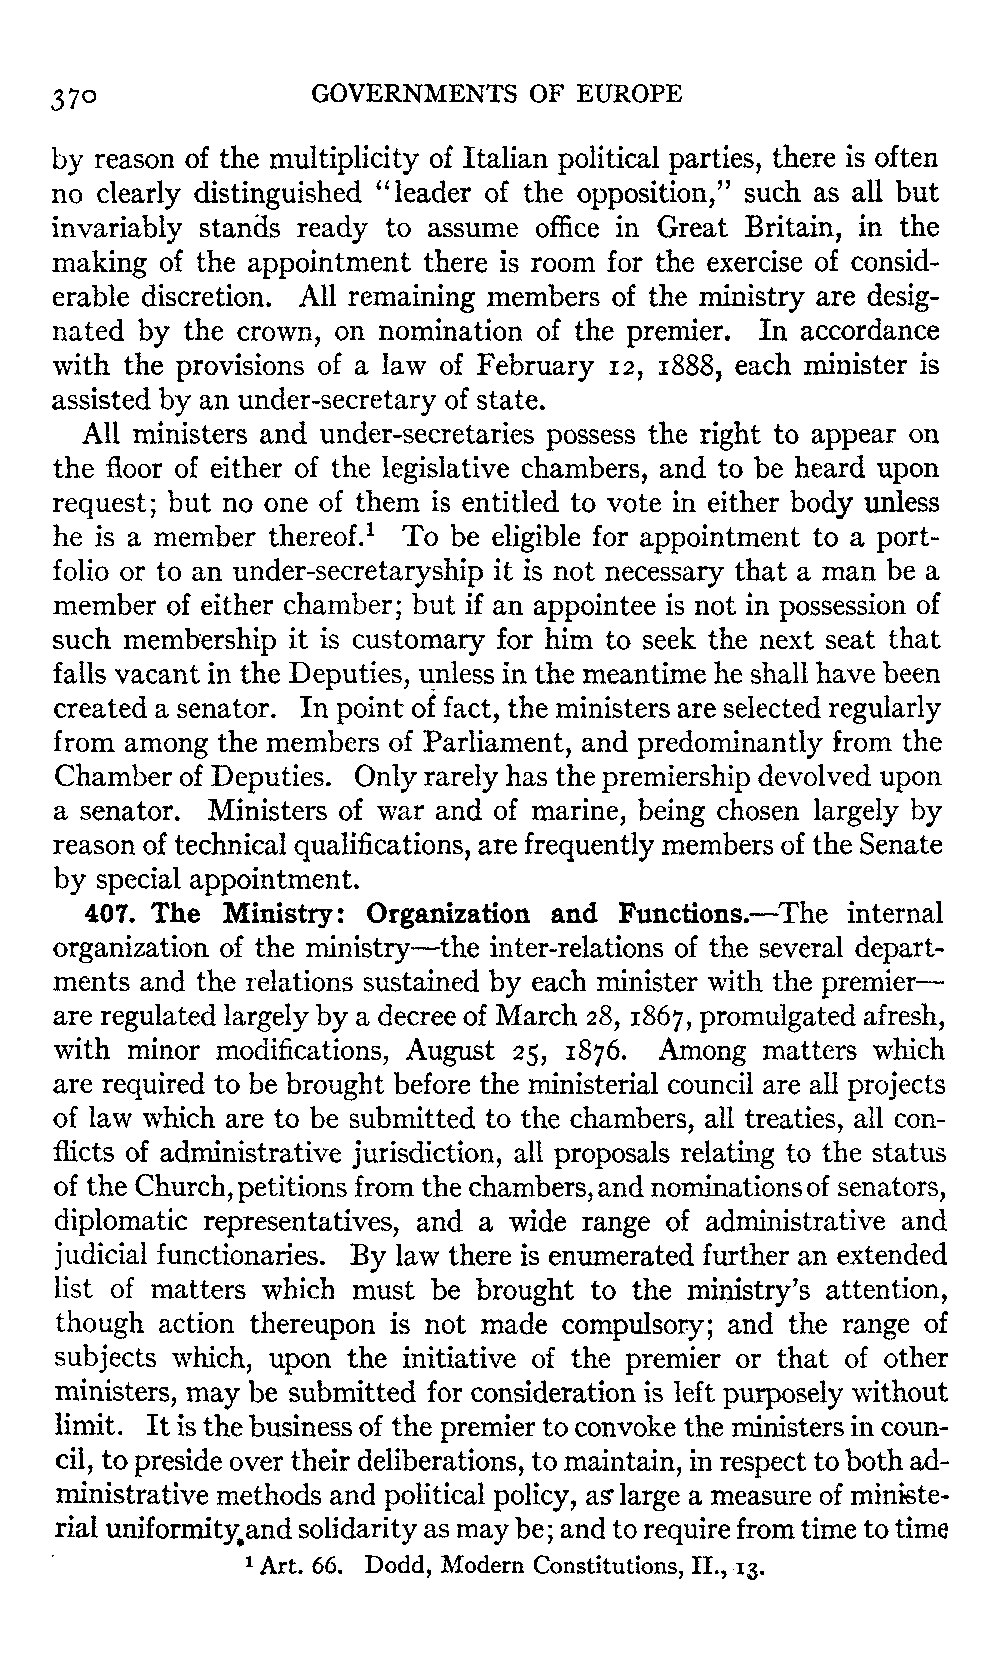 370 GOVERNMENTS OF EUROPE
by reason of the multiplicity of Italian political parties, there is often
no clearly distinguished “leader of the opposition,” such as all but
invariably stands ready to assume office in Great Britain, in the
making of the appointment there is room for the exercise of consid-
erable discretion. All remaining members of the ministry are desig-
nated by the crown, on nomination of the premier. In accordance
with the provisions of a law of February 12, 1888, each minister is
assisted by an under-secretary of state.
All ministers and under-secretaries possess the right to appear on
the floor of either of the legislative chambers, and to be heard upon
request; but no one of them is entitled to vote in either body unless
he is a member thereof.¹ To be eligible for appointment to a port-
folio or to an under-secretaryship it is not necessary that a man be a
member of either chamber; but if an appointee is not in possession of
such membership it is customary for him to seek the next seat that
falls vacant in the Deputies, unless in the meantime he shall have been
created a senator. In point of fact, the ministers are selected regularly
from among the members of Parliament, and predominantly from the
Chamber of Deputies. Only rarely has the premiership devolved upon
a senator. Ministers of war and of marine, being chosen largely by
reason of technical qualifications, are frequently members of the Senate
by special appointment.
407. The Ministry: Organization and Functions.—The internal
organization of the ministry—the inter-relations of the several depart-
ments and the relations sustained by each minister with the premier—
are regulated largely by a decree of March 28, 1867, promulgated afresh,
with minor modifications, August 25, 1876. Among matters which
are required to be brought before the ministerial council are all projects
of law which are to be submitted to the chambers, all treaties, all con-
flicts of administrative jurisdiction, all proposals relating to the status
of the Church, petitions from the chambers, and nominations of senators,
diplomatic representatives, and a wide range of administrative and
judicial functionaries. By law there is enumerated further an extended
list of matters which must be brought to the ministry’s attention,
though action thereupon is not made compulsory; and the range of
subjects which, upon the initiative of the premier or that of other
ministers, may be submitted for consideration is left purposely without
limit. It is the business of the premier to convoke the ministers in coun-
cil, to preside over their deliberations, to maintain, in respect to both ad-
ministrative methods and political policy, as large a measure of ministe-
rial uniformity and solidarity as may be; and to require from time to time
¹ Art. 66. Dodd, Modern Constitutions, II., 13.